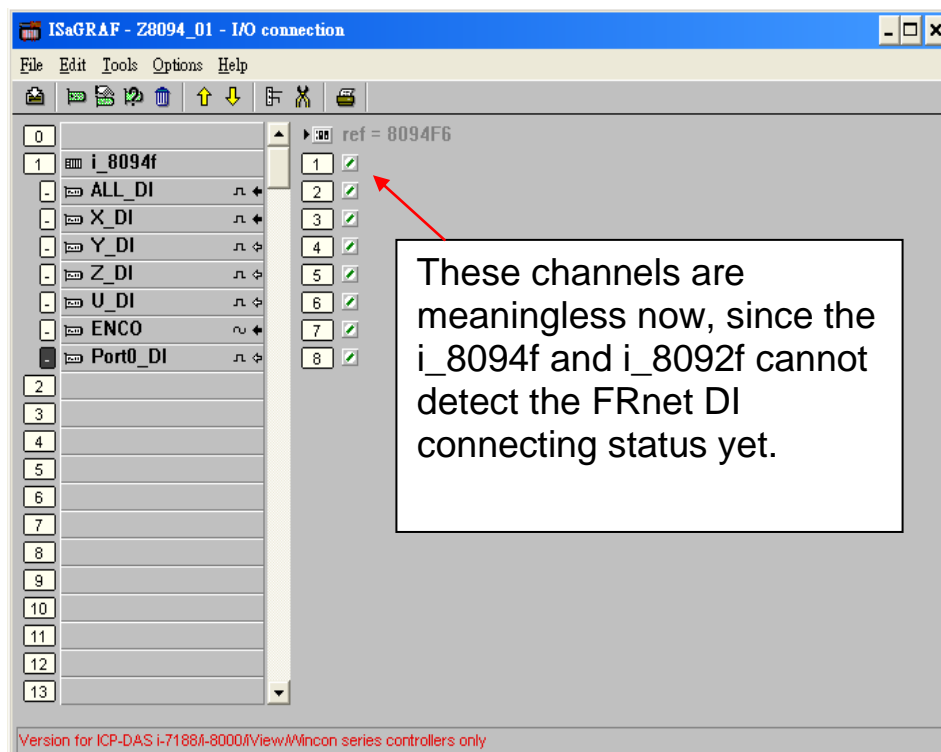 ISaGRAF - Z8094_01 - I/O connection
File Edit Tools Options Help
0
1 i_8094f
- ALL_DI
- X_DI
- Y_DI
- Z_DI
- U_DI
- ENCO
- Port0_DI
2
3
4
5
6
7
8
9
10
11
12
13
ref = 8094F6
1
2
3
4
5
6
7
8
These channels are
meaningless now, since the
i_8094f and i_8092f cannot
detect the FRnet DI
connecting status yet.
Version for ICP-DAS i-7188/i-8000/iView/Wincon series controllers only